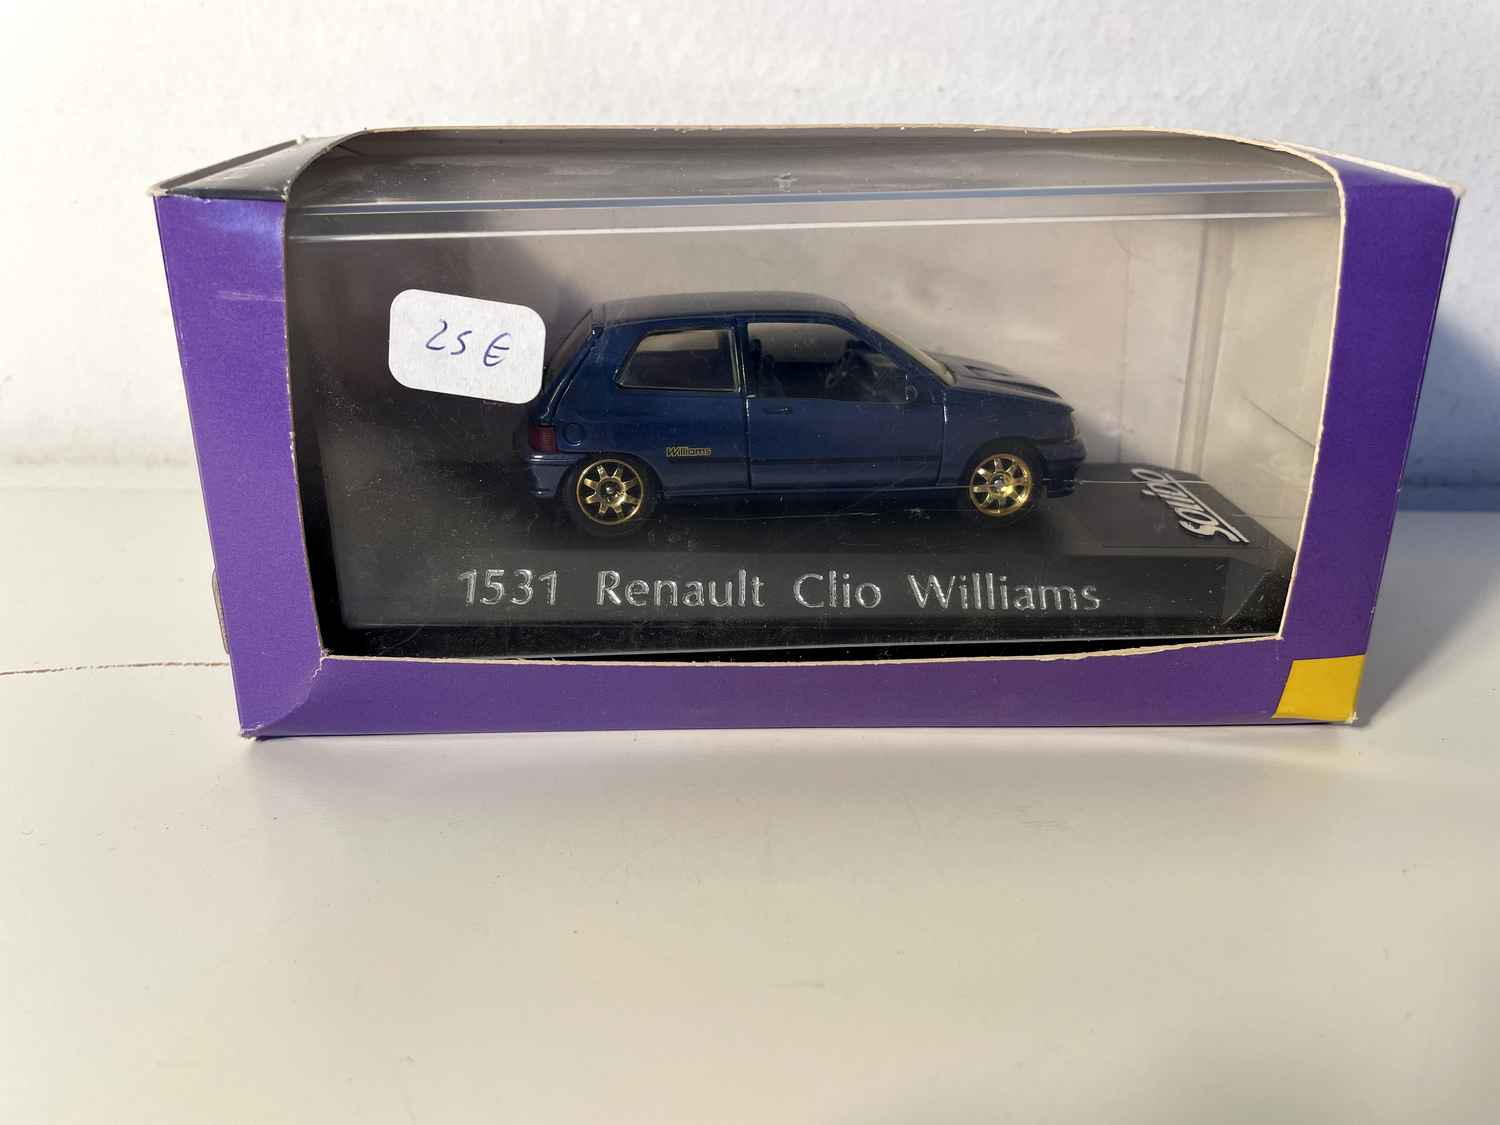 25 €
Williams
Solido
1531 Renault Clio Williams